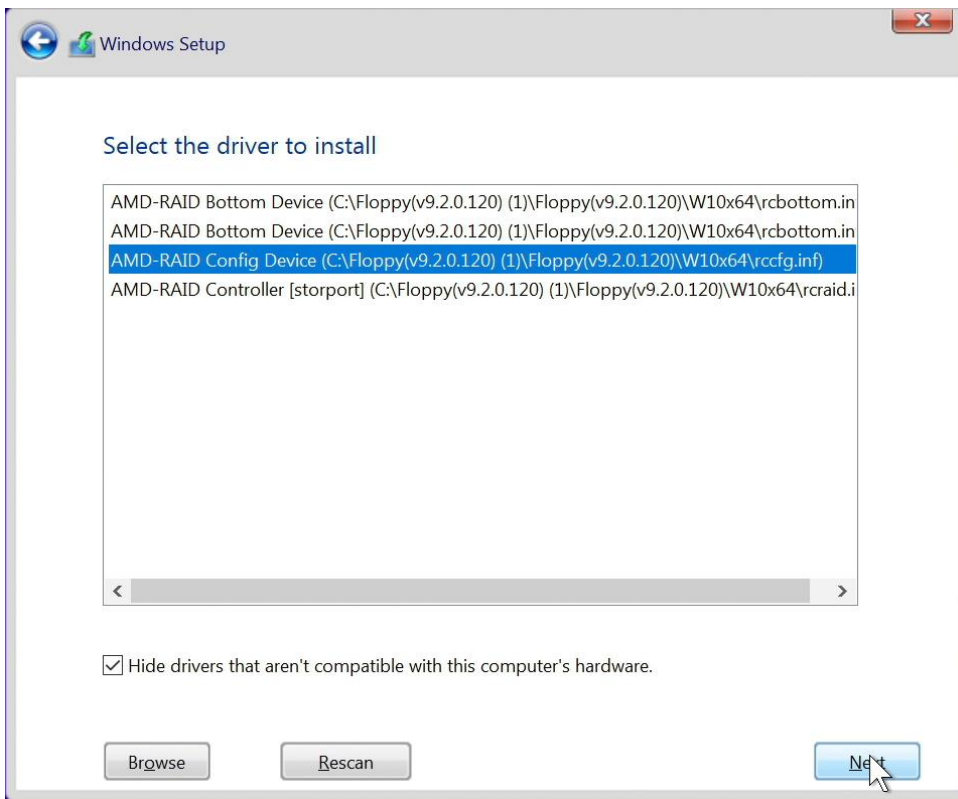 Windows Setup
Select the driver to install
AMD-RAID Bottom Device (C:\Floppy(v9.2.0.120) (1)\Floppy(v9.2.0.120)\W10x64\rcbottom.in
AMD-RAID Bottom Device (C:\Floppy(v9.2.0.120) (1)\Floppy(v9.2.0.120)\W10x64\rcbottom.in
AMD-RAID Config Device (C:\Floppy(v9.2.0.120) (1)\Floppy(v9.2.0.120)\W10x64\rccfg.inf)
AMD-RAID Controller [storport] (C:\Floppy(v9.2.0.120) (1)\Floppy(v9.2.0.120)\W10x64\rcraid.i
Hide drivers that aren't compatible with this computer's hardware.
Browse Rescan Next